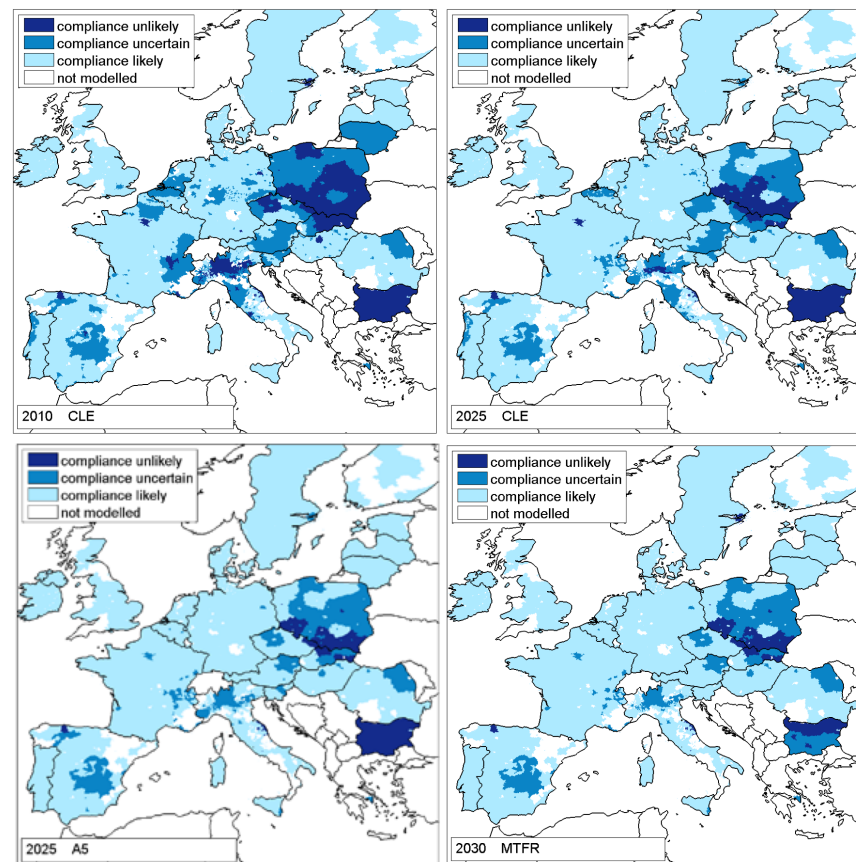 compliance unlikely
compliance uncertain
compliance likely
not modelled
2010 CLE
compliance unlikely
compliance uncertain
compliance likely
not modelled
2025 CLE
compliance unlikely
compliance uncertain
compliance likely
not modelled
2025 A5
compliance unlikely
compliance uncertain
compliance likely
not modelled
2030 MTFR